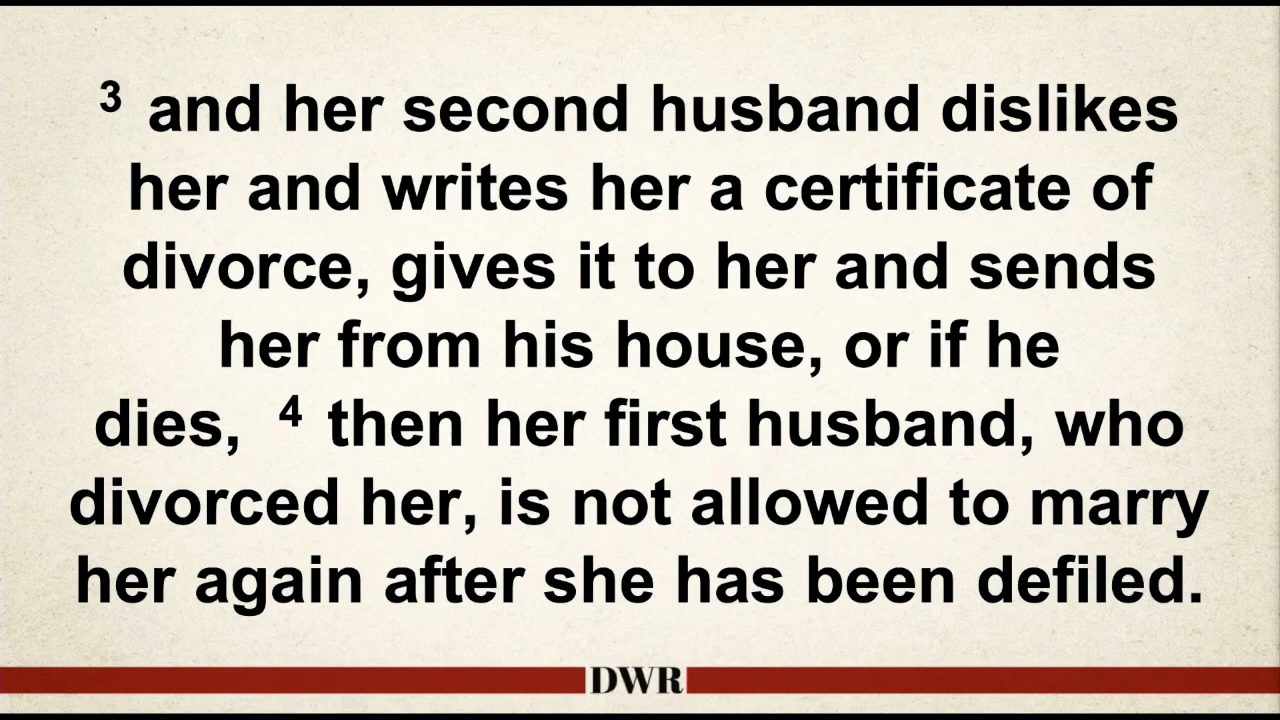 3 and her second husband dislikes
her and writes her a certificate of
divorce, gives it to her and sends
her from his house, or if he
dies, 4 then her first husband, who
divorced her, is not allowed to marry
her again after she has been defiled.
DWR